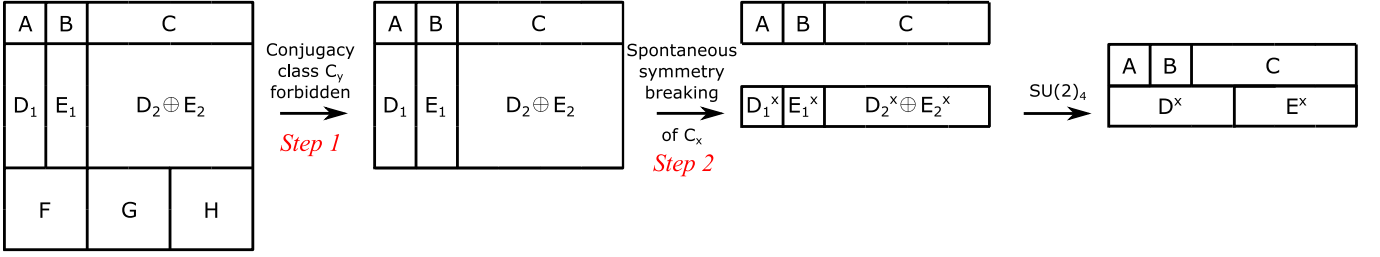 A B C
D₁ E₁ D₂⊕E₂
F G H
Conjugacy
class C_y
forbidden
Step 1
A B C
D₁ E₁ D₂⊕E₂
Spontaneous
symmetry
breaking
of Cₓ
Step 2
A B C
D₁ˣ E₁ˣ D₂ˣ⊕E₂ˣ
SU(2)₄
A B C
Dˣ Eˣ